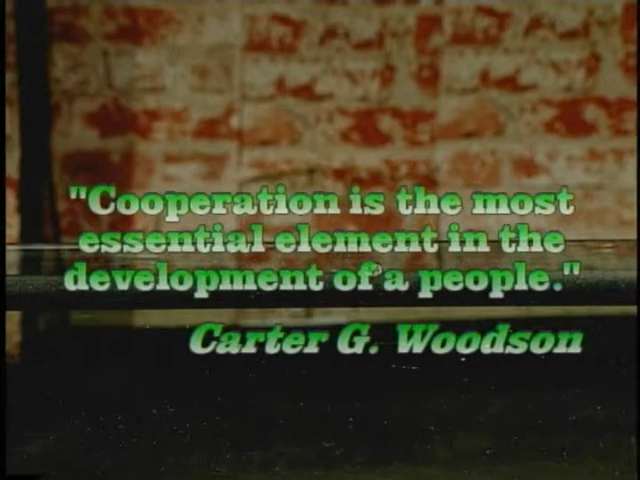 "Cooperation is the most
essential element in the
development of a people."
Carter G. Woodson